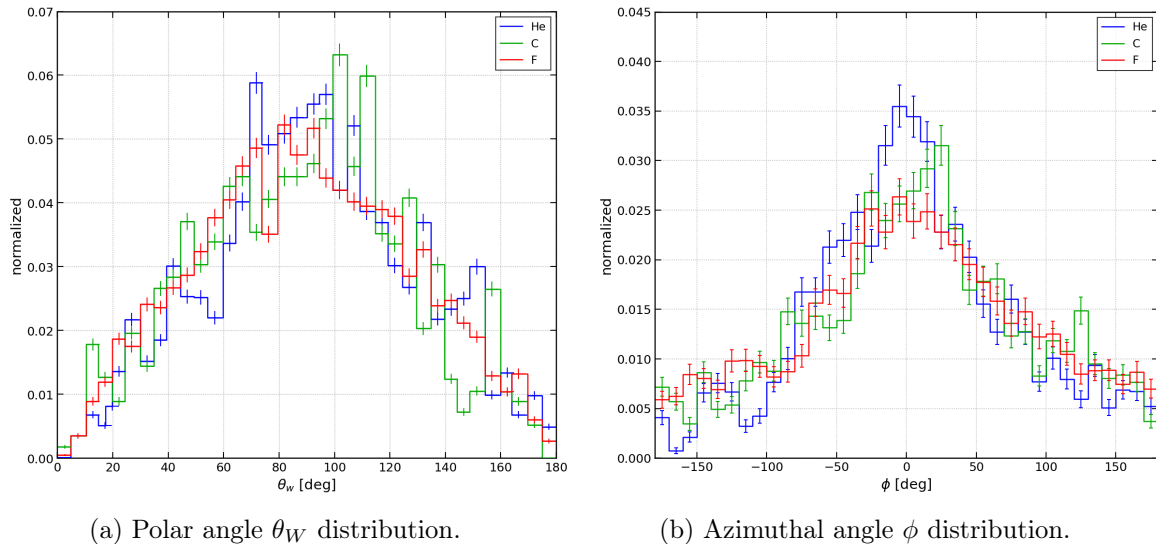 0.07
0.06
0.05
0.04
0.03
0.02
0.01
0.00
normalized
He
C
F
0 20 40 60 80 100 120 140 160 180
θw [deg]
(a) Polar angle θW distribution.
0.045
0.040
0.035
0.030
0.025
0.020
0.015
0.010
0.005
0.000
normalized
He
C
F
−150 −100 −50 0 50 100 150
ϕ [deg]
(b) Azimuthal angle ϕ distribution.